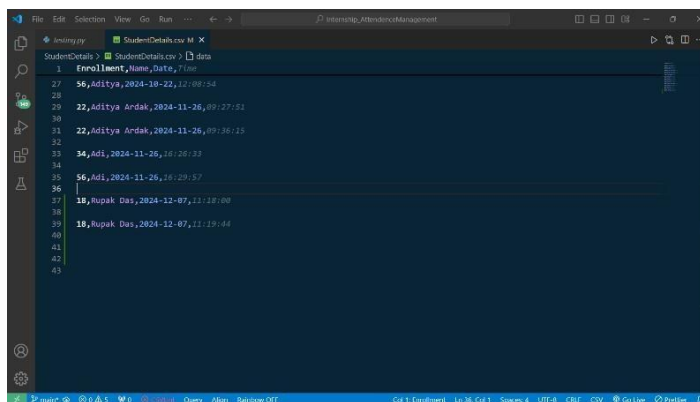 File Edit Selection View Go Run ··· Internship_AttendenceManagement
testing.py StudentDetails.csv M
StudentDetails > StudentDetails.csv > data
1 Enrollment,Name,Date,Time
27 56,Aditya,2024-10-22,12:08:54
28
29 22,Aditya Ardak,2024-11-26,09:27:51
30
31 22,Aditya Ardak,2024-11-26,09:36:15
32
33 34,Adi,2024-11-26,16:26:33
34
35 56,Adi,2024-11-26,16:29:57
36
37 18,Rupak Das,2024-12-07,11:18:00
38
39 18,Rupak Das,2024-12-07,11:19:44
40
41
42
43
main* 0 5 0 Query Align Rainbow OFF Col 1: Enrollment Ln 36, Col 1 Spaces: 4 UTF-8 CRLF CSV Go Live Prettier